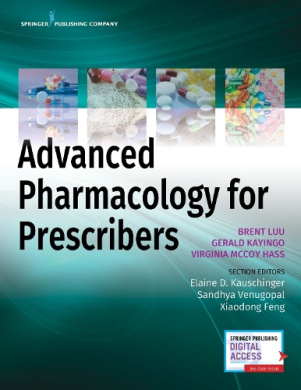 SPRINGER PUBLISHING COMPANY
Advanced
Pharmacology for
Prescribers
BRENT LUU
GERALD KAYINGO
VIRGINIA MCCOY HASS
SECTION EDITORS
Elaine D. Kauschinger
Sandhya Venugopal
Xiaodong Feng
SPRINGER PUBLISHING
DIGITAL
ACCESS